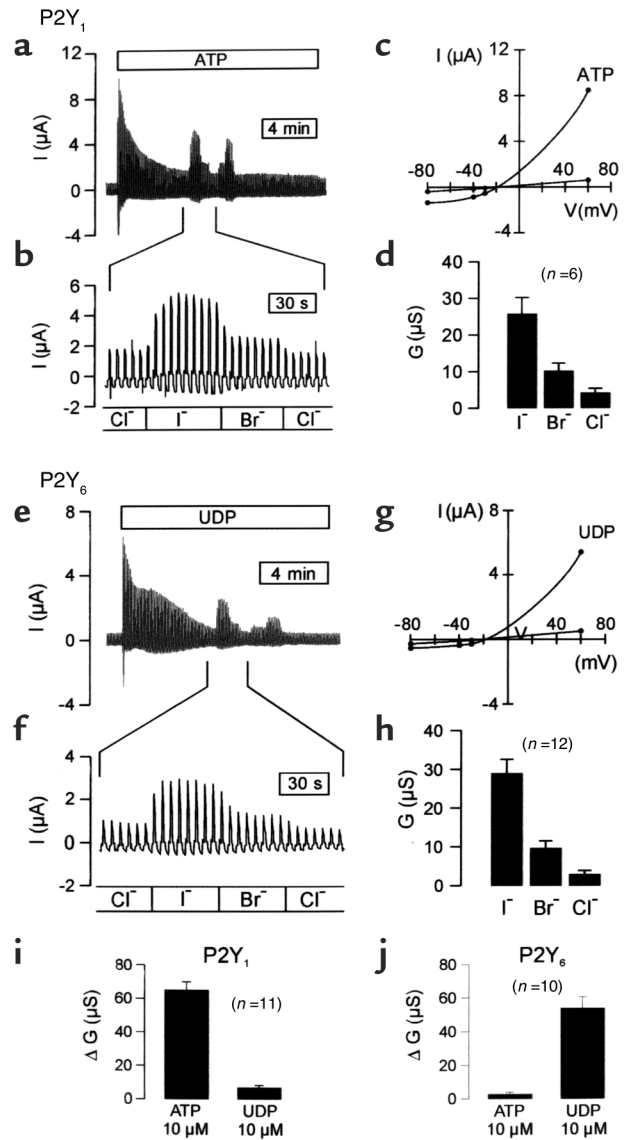 P2Y1
a
c
ATP
4 min
I (µA)
12
8
4
0
-4
I (µA)
12
8
4
-4
ATP
-80 -40 40 80
V(mV)
b
d
30 s
I (µA)
6
4
2
0
-2
Cl⁻ I⁻ Br⁻ Cl⁻
(n=6)
G (µS)
40
30
20
10
0
I⁻ Br⁻ Cl⁻
P2Y6
e
g
UDP
4 min
I (µA)
8
4
0
-4
I (µA)
8
4
-4
UDP
-80 -40 V 40 80
(mV)
f
h
30 s
I (µA)
4
2
0
-2
Cl⁻ I⁻ Br⁻ Cl⁻
(n=12)
G (µS)
40
30
20
10
0
I⁻ Br⁻ Cl⁻
i
P2Y1
(n=11)
Δ G (µS)
80
60
40
20
0
ATP UDP
10 µM 10 µM
j
P2Y6
(n=10)
Δ G (µS)
80
60
40
20
0
ATP UDP
10 µM 10 µM